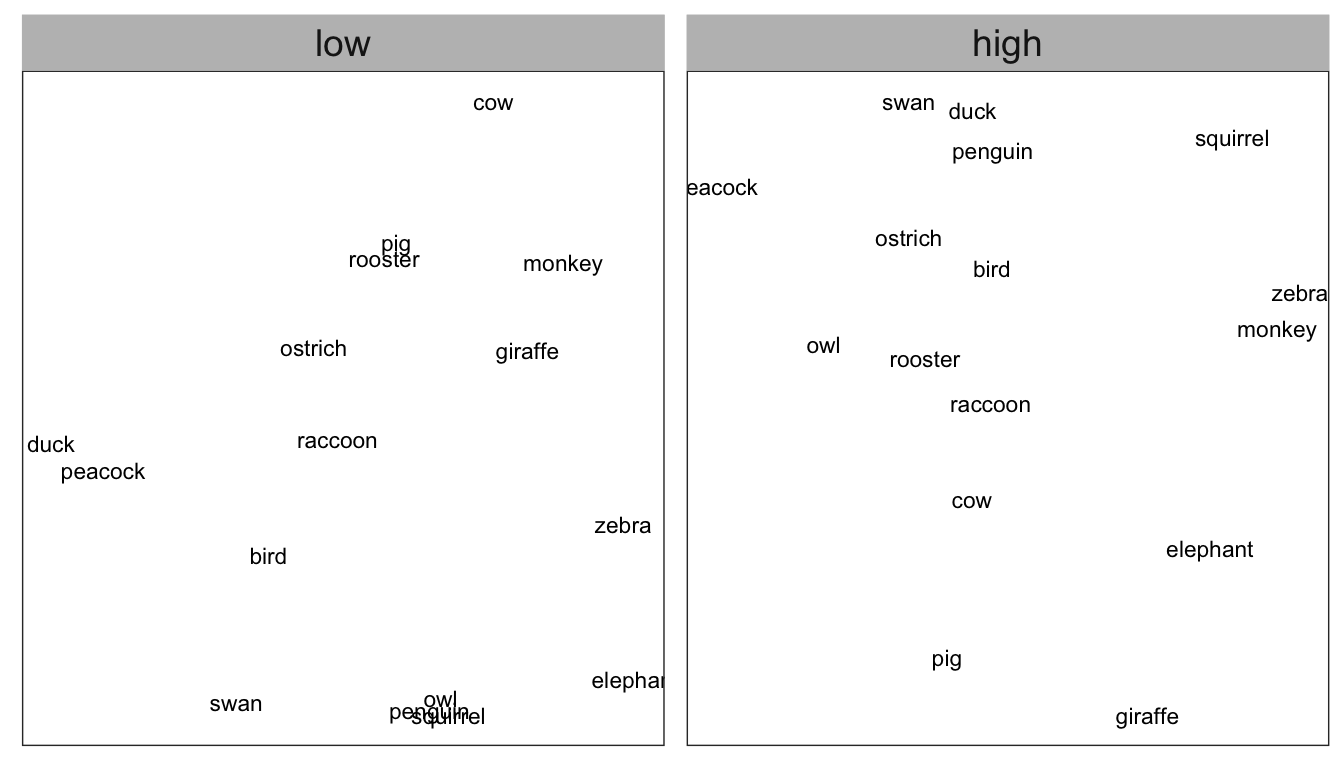 low
cow
pig
rooster
monkey
ostrich
giraffe
duck
raccoon
peacock
zebra
bird
elephan
swan
owl
penguin
squirrel
high
swan
duck
squirrel
penguin
eacock
ostrich
bird
zebra
monkey
owl
rooster
raccoon
cow
elephant
pig
giraffe